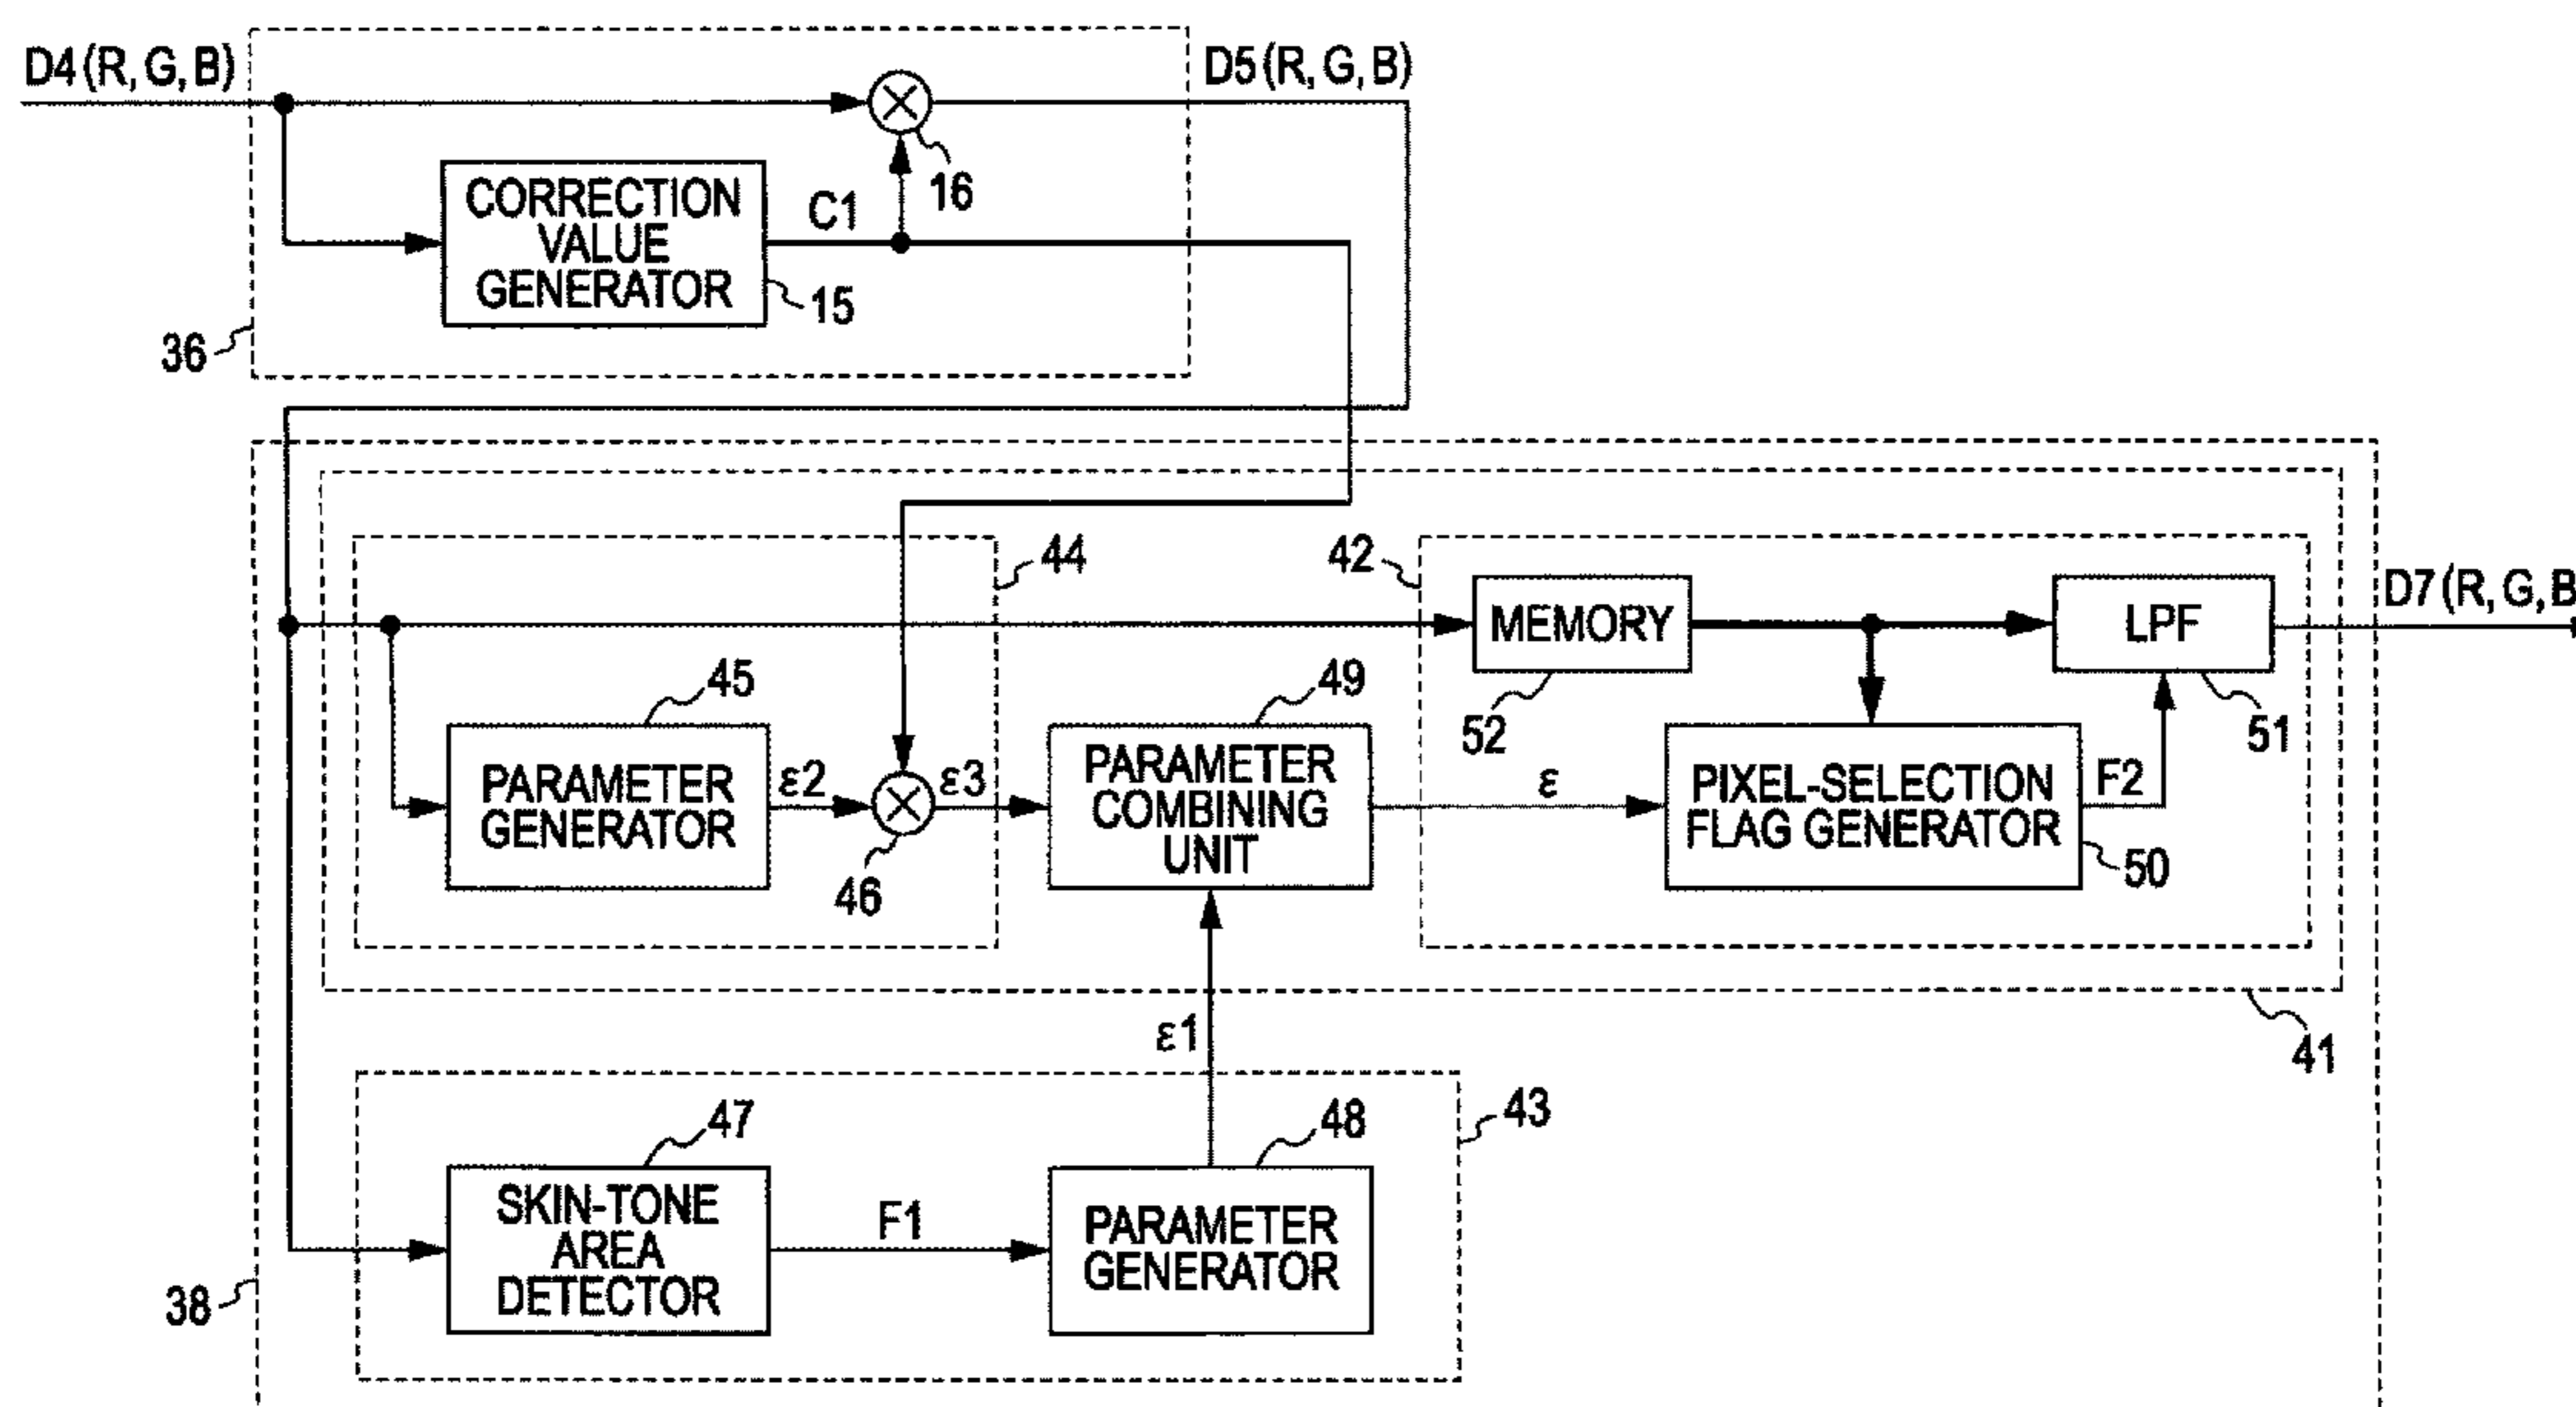 D4 (R, G, B)
D5 (R, G, B)
16
C1
CORRECTION
VALUE
GENERATOR
15
36
44
42
MEMORY
LPF
D7 (R, G, B
45
49
52
51
PARAMETER
GENERATOR
ε2
ε3
PARAMETER
COMBINING
UNIT
ε
PIXEL-SELECTION
FLAG GENERATOR
F2
46
50
ε1
41
47
48
43
SKIN-TONE
AREA
DETECTOR
F1
PARAMETER
GENERATOR
38